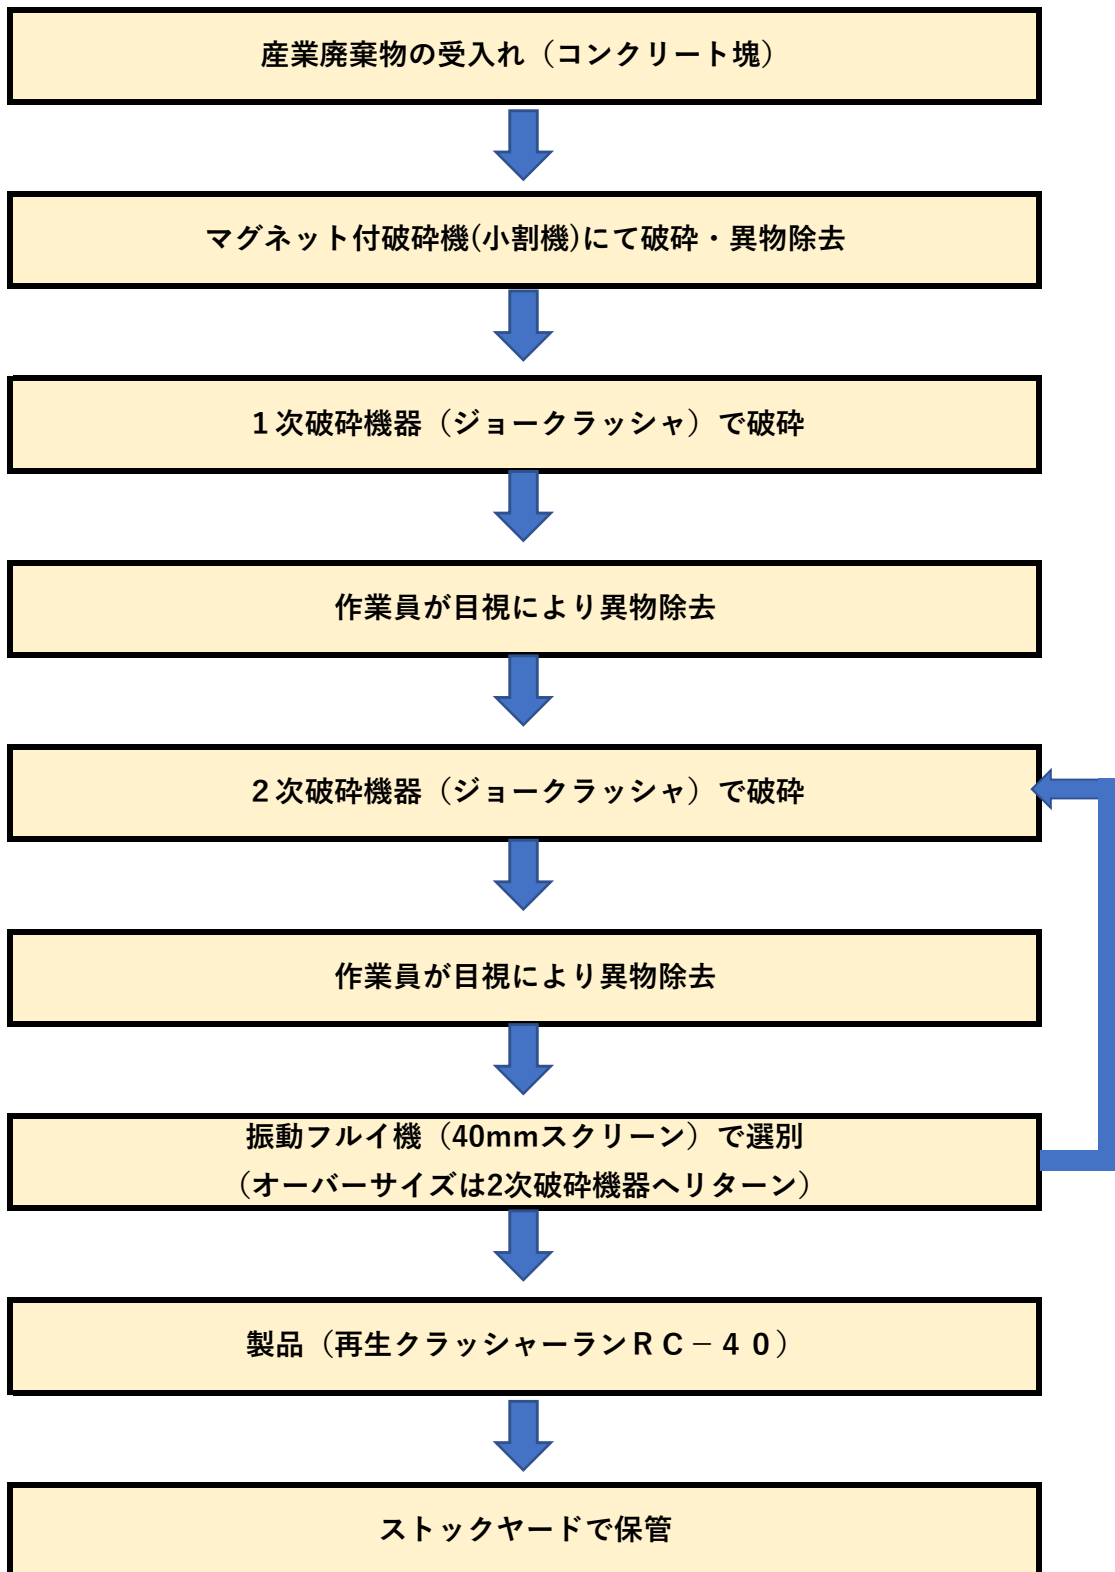 産業廃棄物の受入れ（コンクリート塊）
マグネット付破砕機(小割機)にて破砕・異物除去
１次破砕機器（ジョークラッシャ）で破砕
作業員が目視により異物除去
２次破砕機器（ジョークラッシャ）で破砕
作業員が目視により異物除去
振動フルイ機（40mmスクリーン）で選別
（オーバーサイズは2次破砕機器へリターン）
製品（再生クラッシャーランＲＣ－４０）
ストックヤードで保管